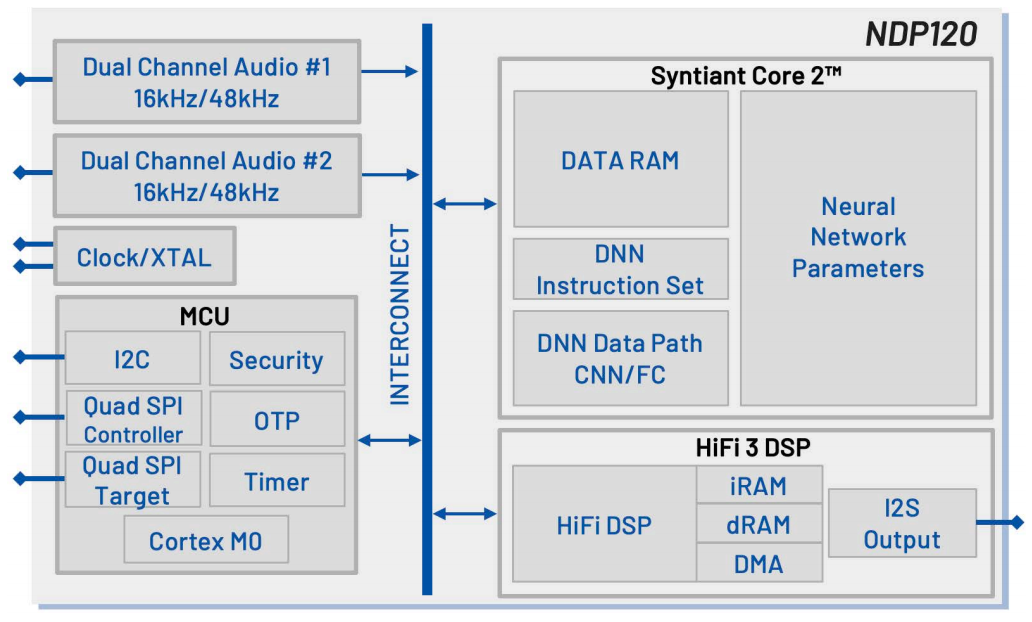 NDP120
Dual Channel Audio #1
16kHz/48kHz
Dual Channel Audio #2
16kHz/48kHz
Clock/XTAL
MCU
I2C
Security
Quad SPI
Controller
OTP
Quad SPI
Target
Timer
Cortex M0
INTERCONNECT
Syntiant Core 2™
DATA RAM
DNN
Instruction Set
DNN Data Path
CNN/FC
Neural
Network
Parameters
HiFi 3 DSP
HiFi DSP
iRAM
dRAM
DMA
I2S
Output